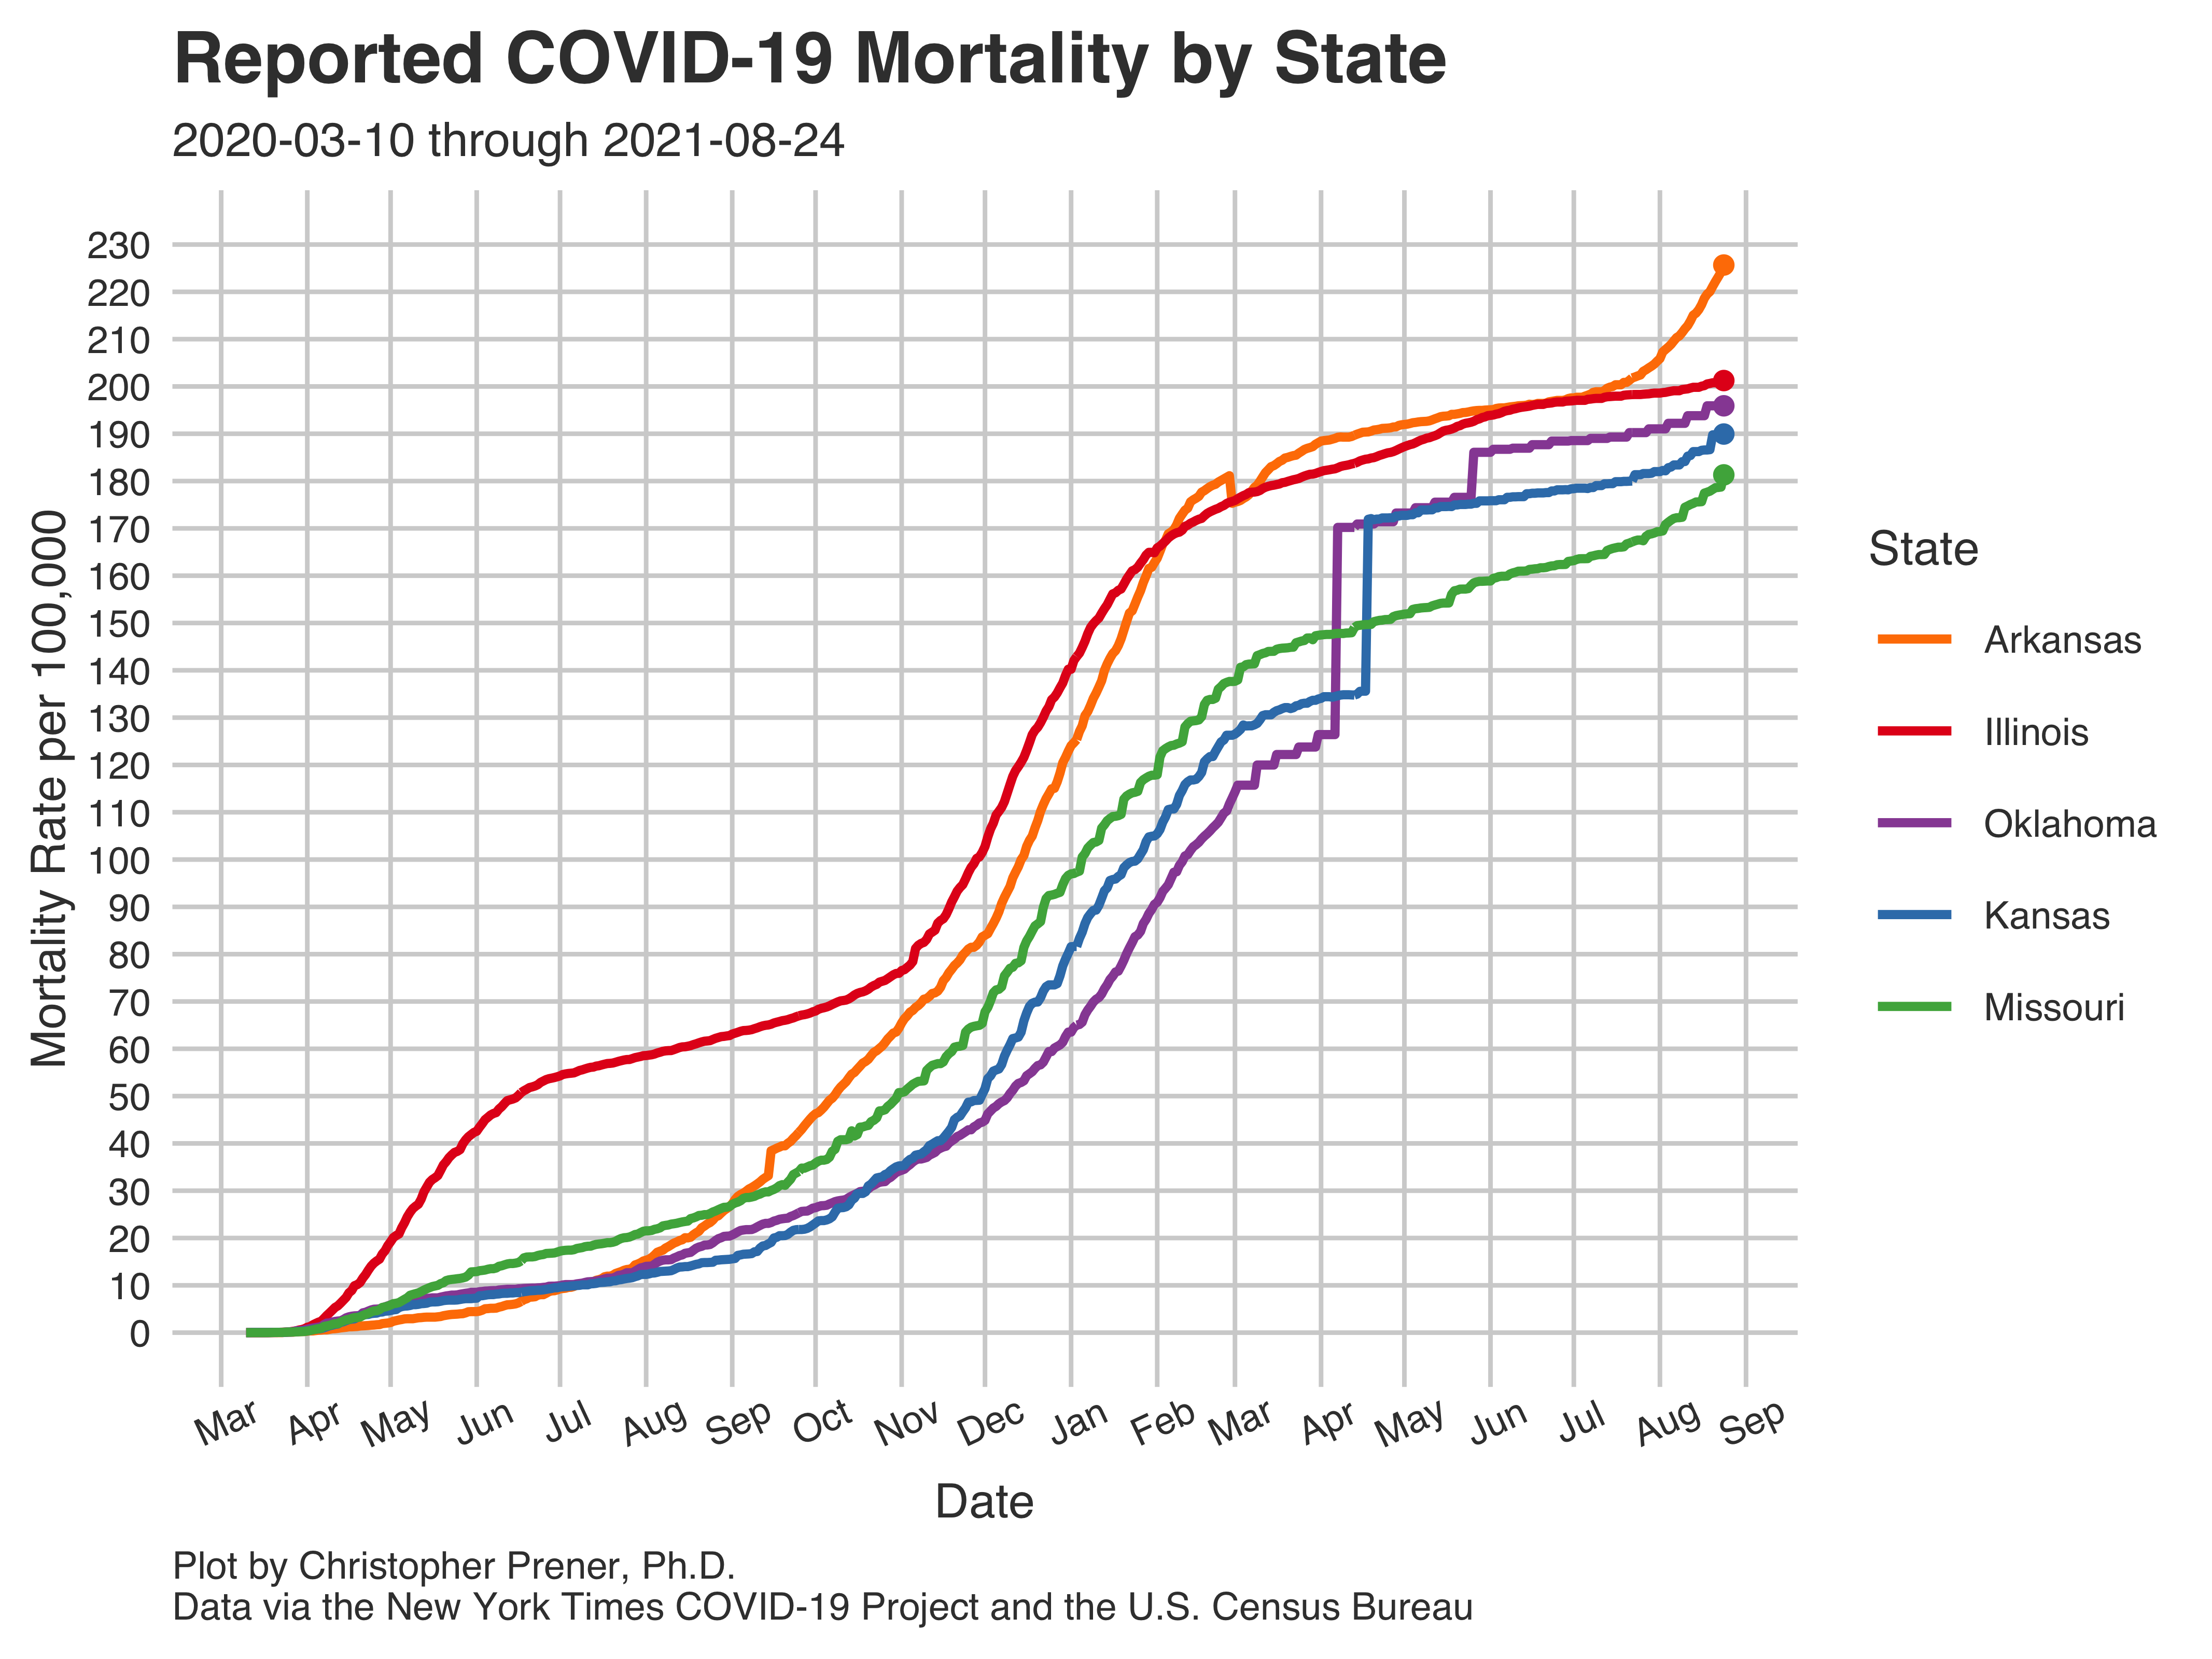 Reported COVID-19 Mortality by State
2020-03-10 through 2021-08-24
Mortality Rate per 100,000
230
220
210
200
190
180
170
160
150
140
130
120
110
100
90
80
70
60
50
40
30
20
10
0
Mar Apr May Jun Jul Aug Sep Oct Nov Dec Jan Feb Mar Apr May Jun Jul Aug Sep
Date
State
Arkansas
Illinois
Oklahoma
Kansas
Missouri
Plot by Christopher Prener, Ph.D.
Data via the New York Times COVID-19 Project and the U.S. Census Bureau